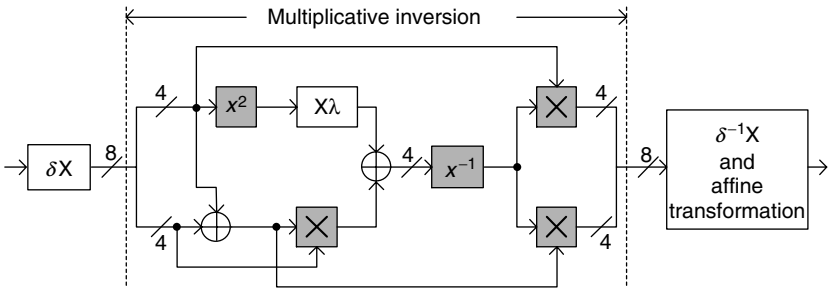 Multiplicative inversion
4
x²
Xλ
4
δX
8
4
x⁻¹
8
δ⁻¹X
and
affine
transformation
4
4